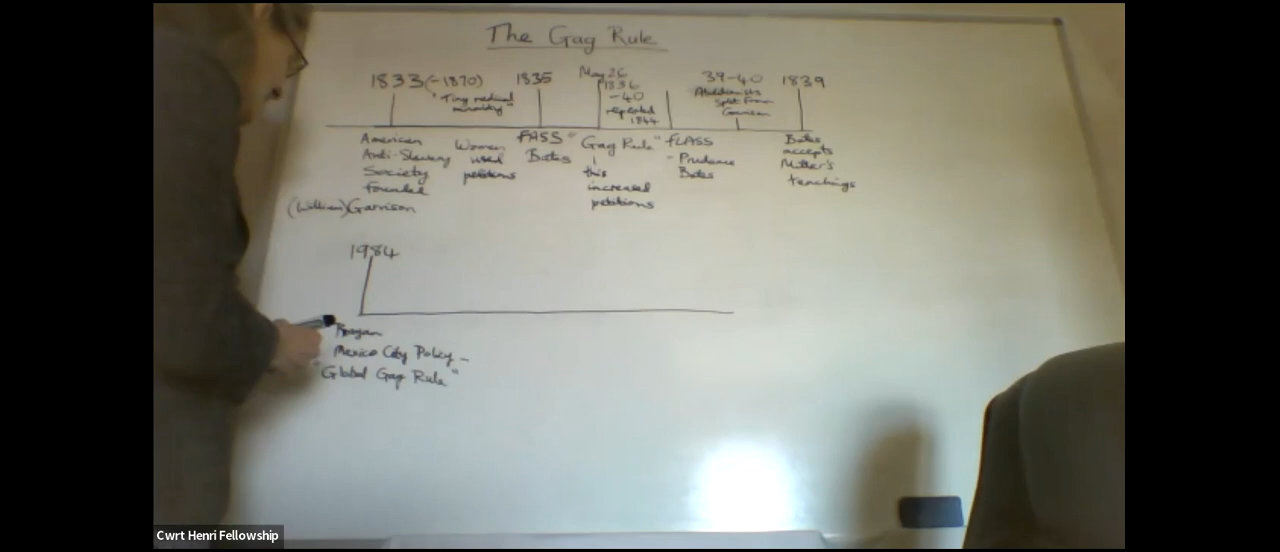 The Gag Rule
1833 (-1870)
"Tiny radical
minority"
1835
May 26
1836
-40
repealed
1844
39-40
Abolitionists
Split From
Garrison
1839
American
Anti-Slavery
Society
Founded
(William) Garrison
Women
used
petitions
FASS
Bates
"Gag Rule"
this
increased
petitions
FLASS
- Prudence
Bates
Bates
accepts
Miller's
teachings
1984
Reagan
Mexico City Policy -
"Global Gag Rule"
Cwrt Henri Fellowship